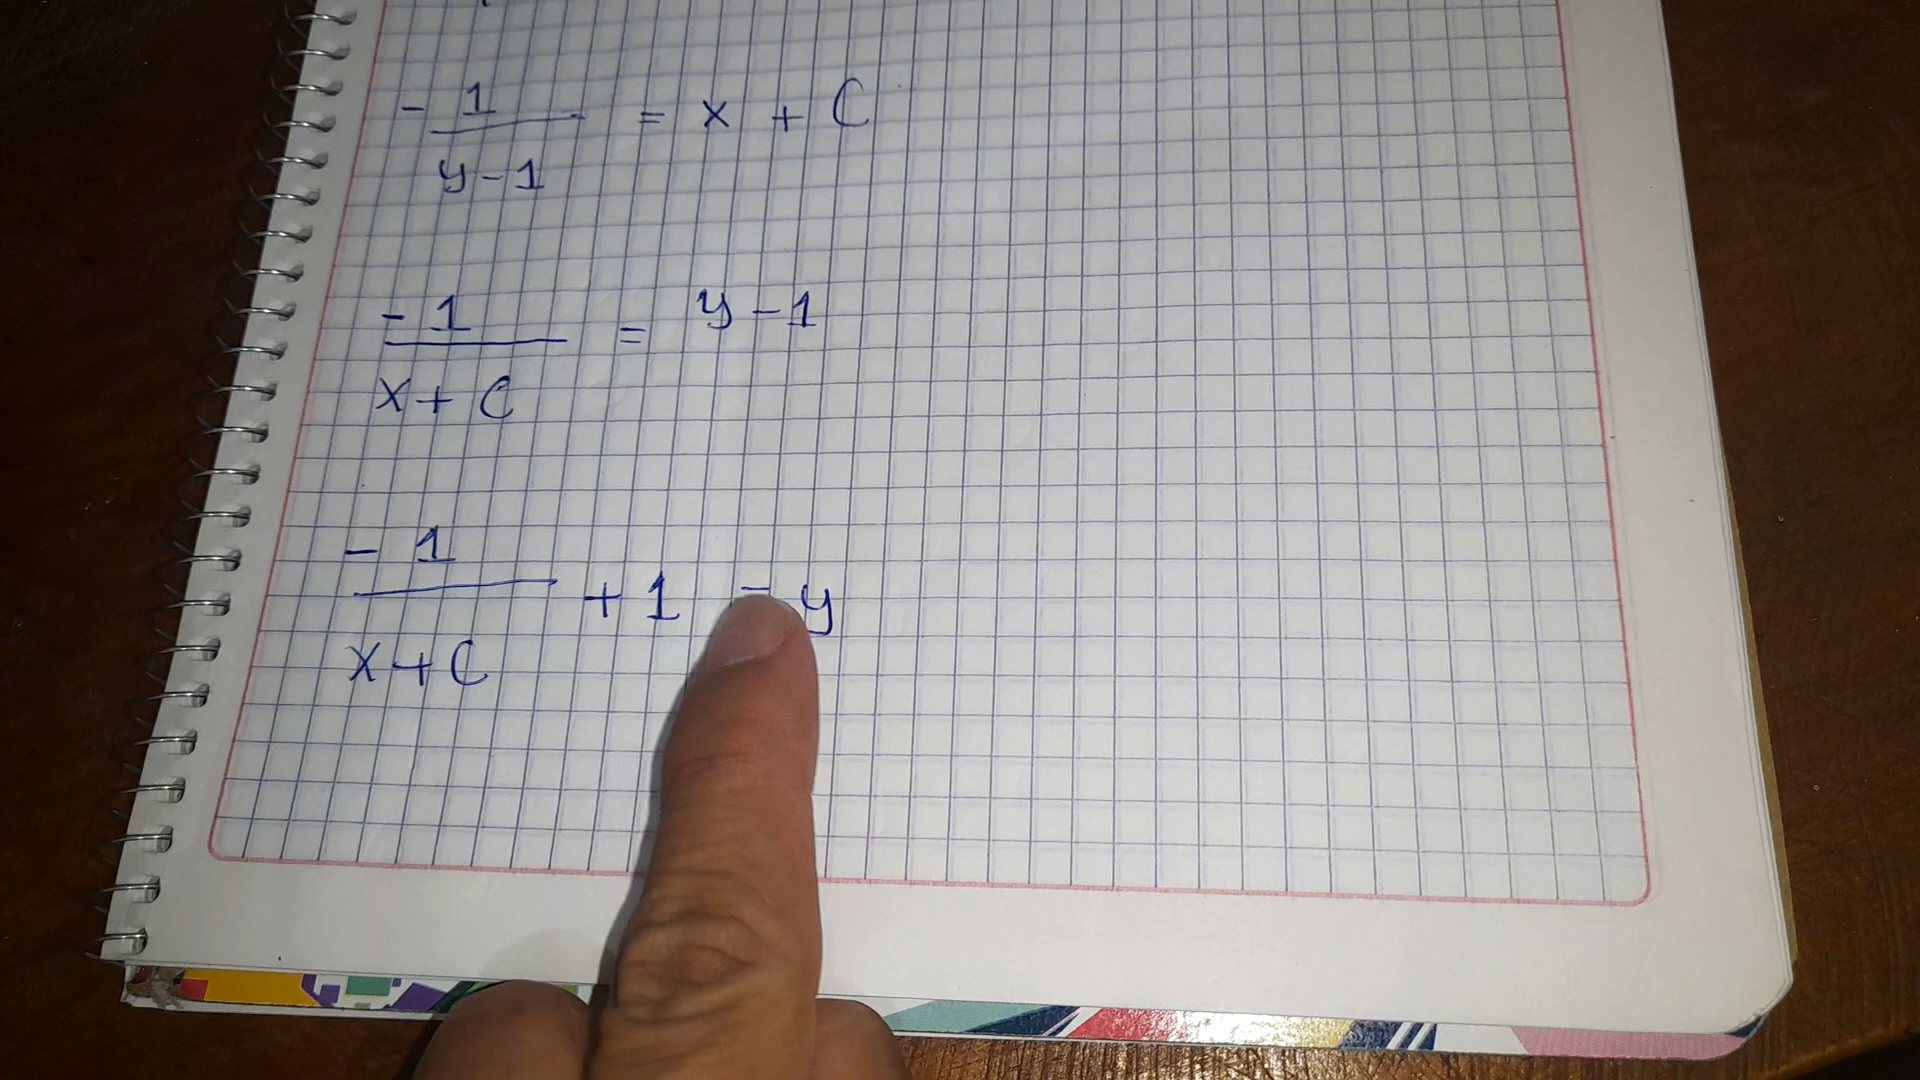 - 1 / y-1 = x + C
- 1 / x + C = y - 1
- 1 / x + C + 1 = y